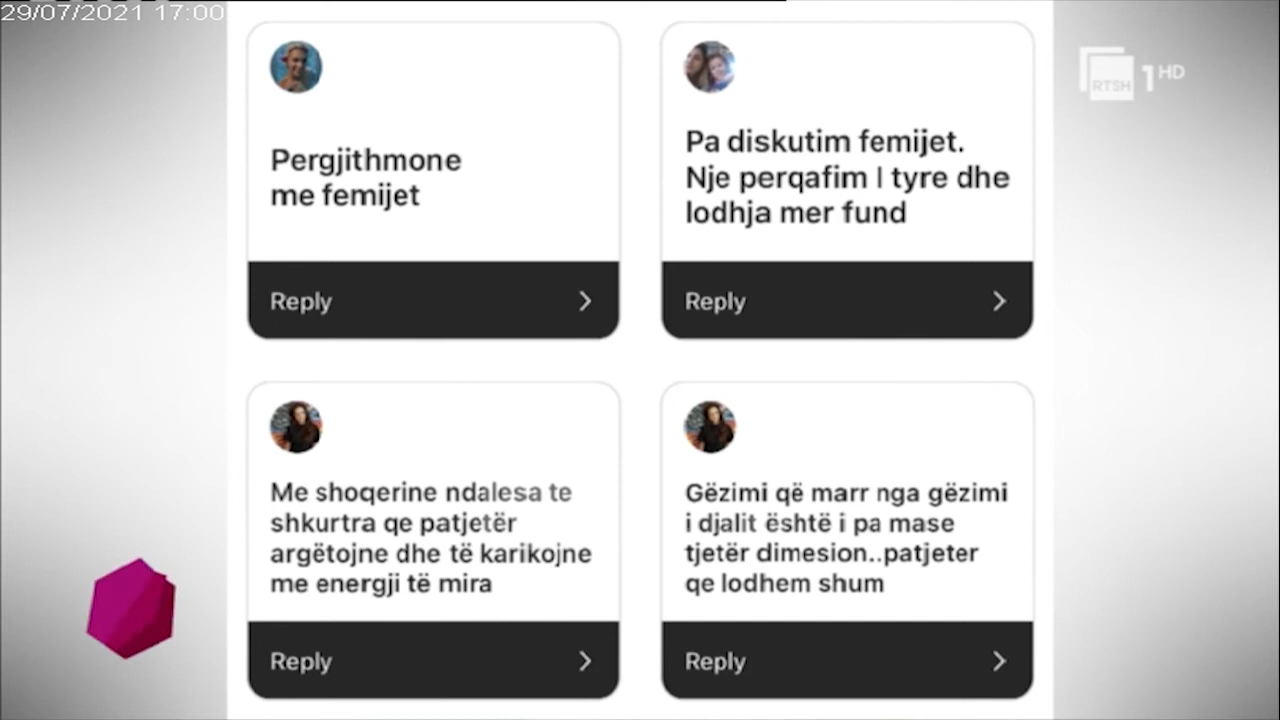 29/07/2021 17:00
RTSH 1 HD
Pergjithmone
me femijet
Reply
Pa diskutim femijet.
Nje perqafim I tyre dhe
lodhja mer fund
Reply
Me shoqerine ndalesa te
shkurtra qe patjetër
argëtojne dhe të karikojne
me energji të mira
Reply
Gëzimi që marr nga gëzimi
i djalit është i pa mase
tjetër dimesion..patjeter
qe lodhem shum
Reply